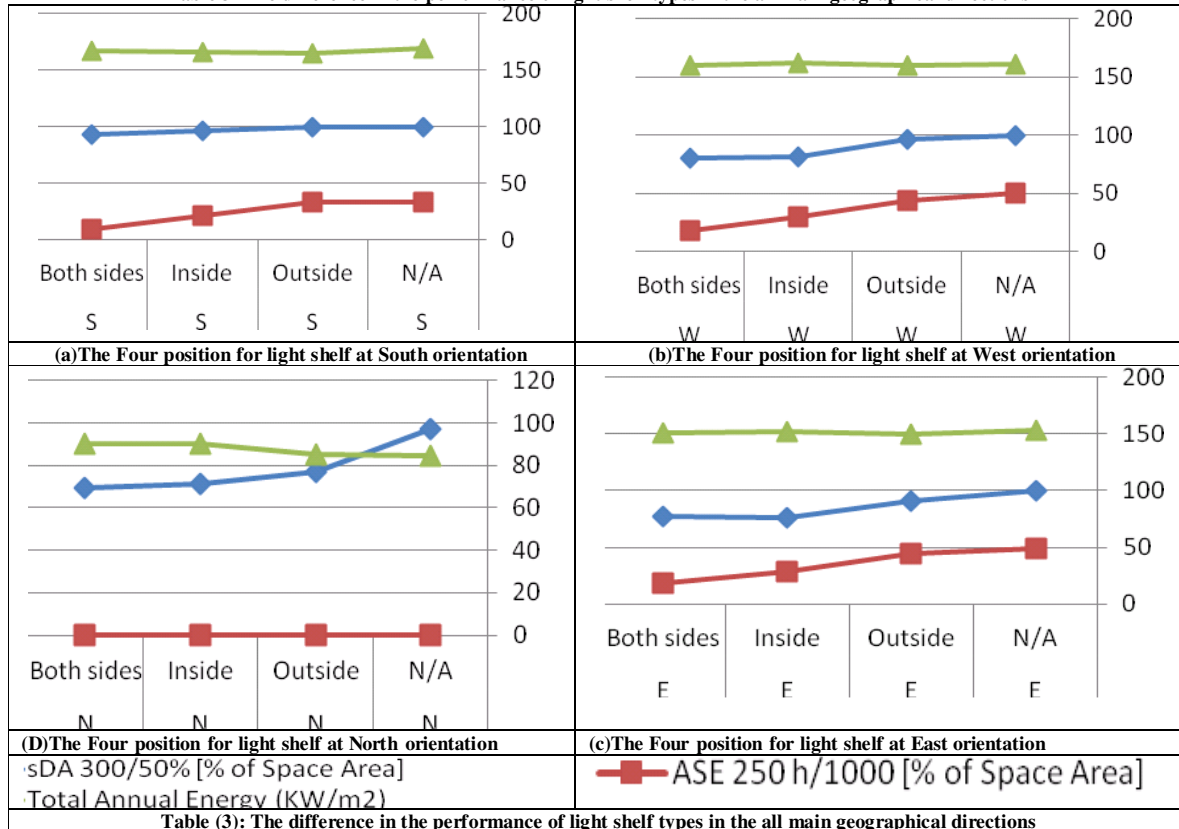 200
150
100
50
0
Both sides Inside Outside N/A
S S S S
200
150
100
50
0
Both sides Inside Outside N/A
W W W W
(a)The Four position for light shelf at South orientation
(b)The Four position for light shelf at West orientation
120
100
80
60
40
20
0
Both sides Inside Outside N/A
N N N N
200
150
100
50
0
Both sides Inside Outside N/A
E E E E
(D)The Four position for light shelf at North orientation
(c)The Four position for light shelf at East orientation
sDA 300/50% [% of Space Area]
Total Annual Energy (KW/m2)
ASE 250 h/1000 [% of Space Area]
Table (3): The difference in the performance of light shelf types in the all main geographical directions